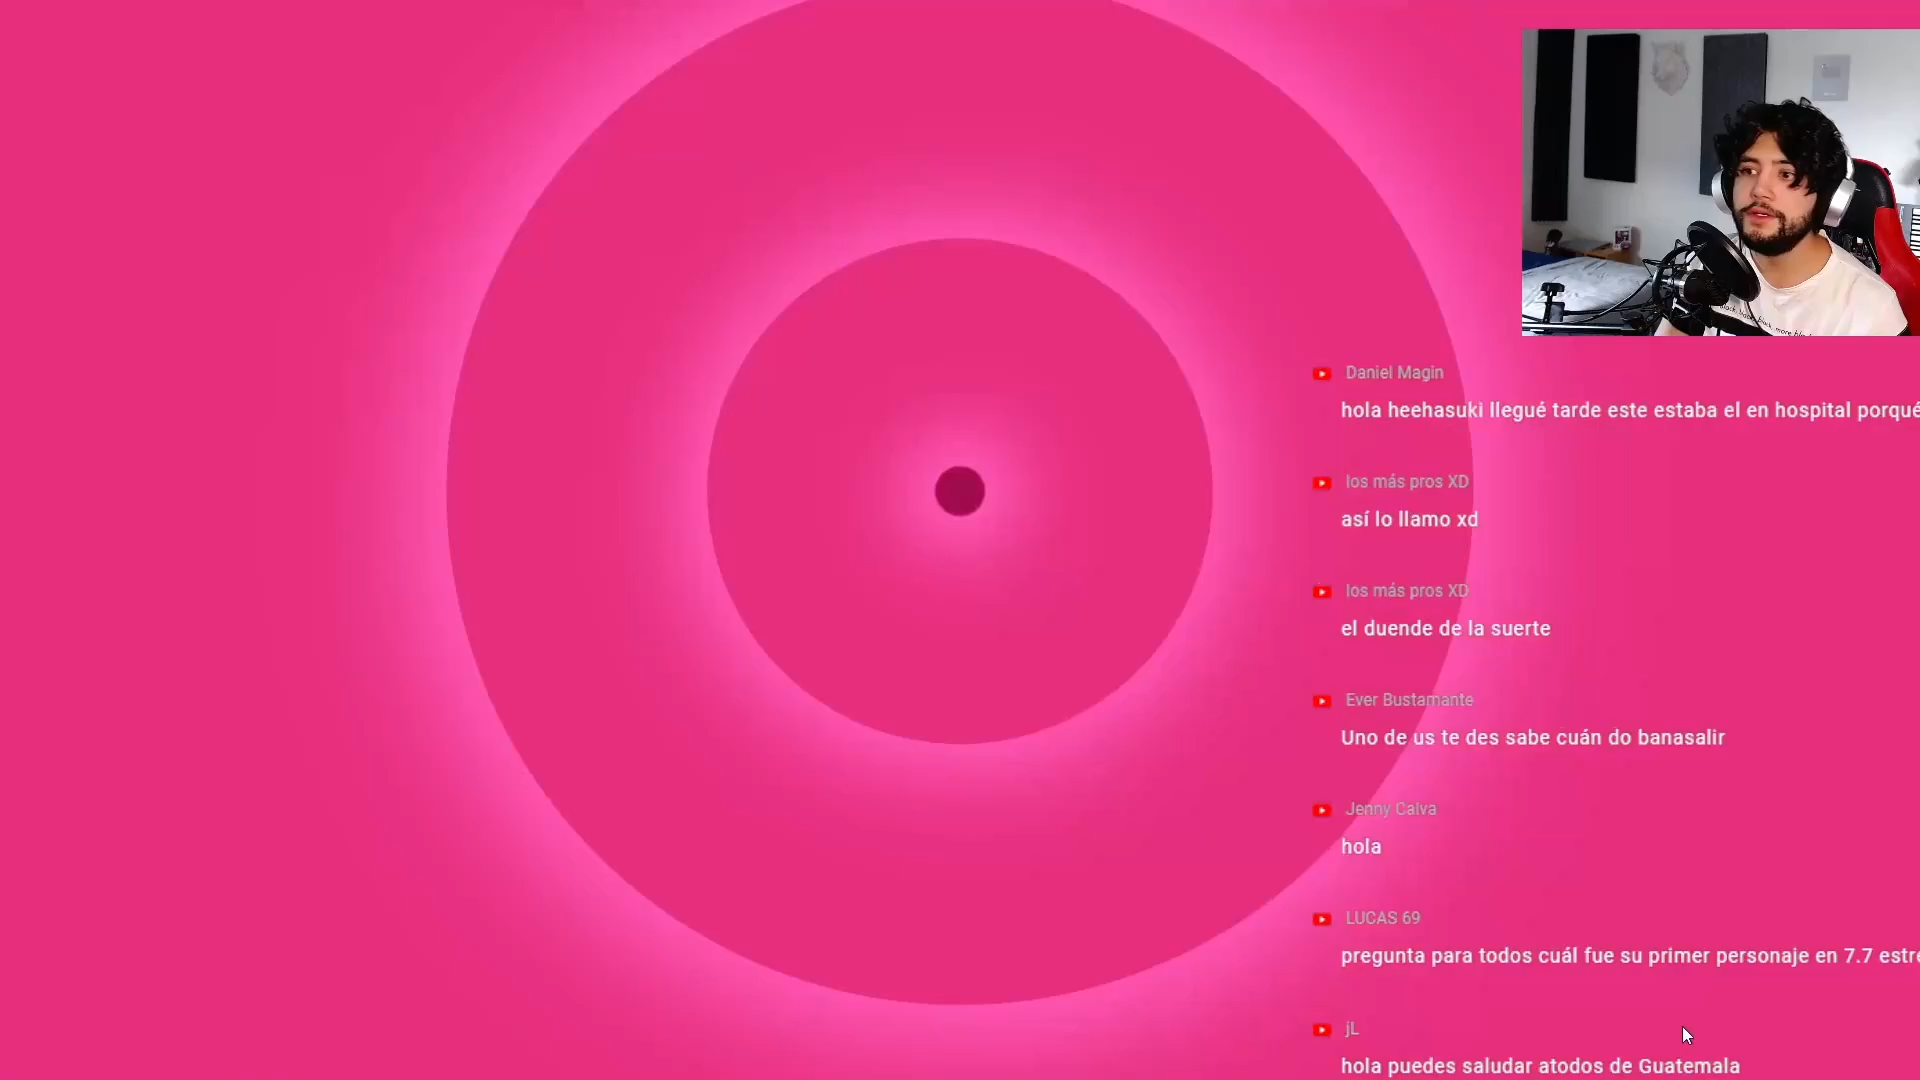 Daniel Magin
hola heehasuki llegué tarde este estaba el en hospital porqué
los más pros XD
así lo llamo xd
los más pros XD
el duende de la suerte
Ever Bustamante
Uno de us te des sabe cuán do banasalir
Jenny Calva
hola
LUCAS 69
pregunta para todos cuál fue su primer personaje en 7.7 estre
jL
hola puedes saludar atodos de Guatemala